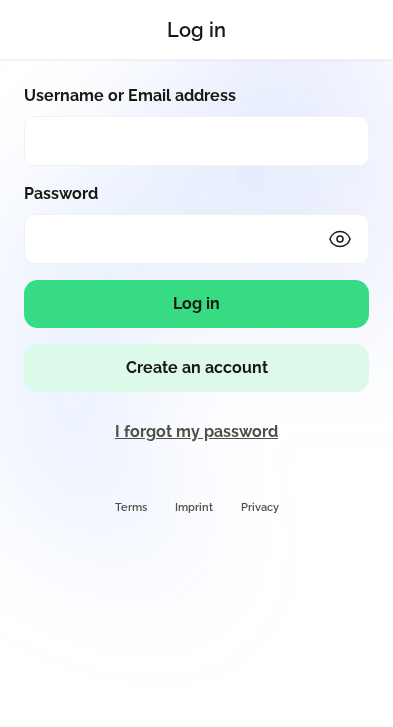 Log in
Username or Email address
Password
Log in
Create an account
I forgot my password
Terms Imprint Privacy